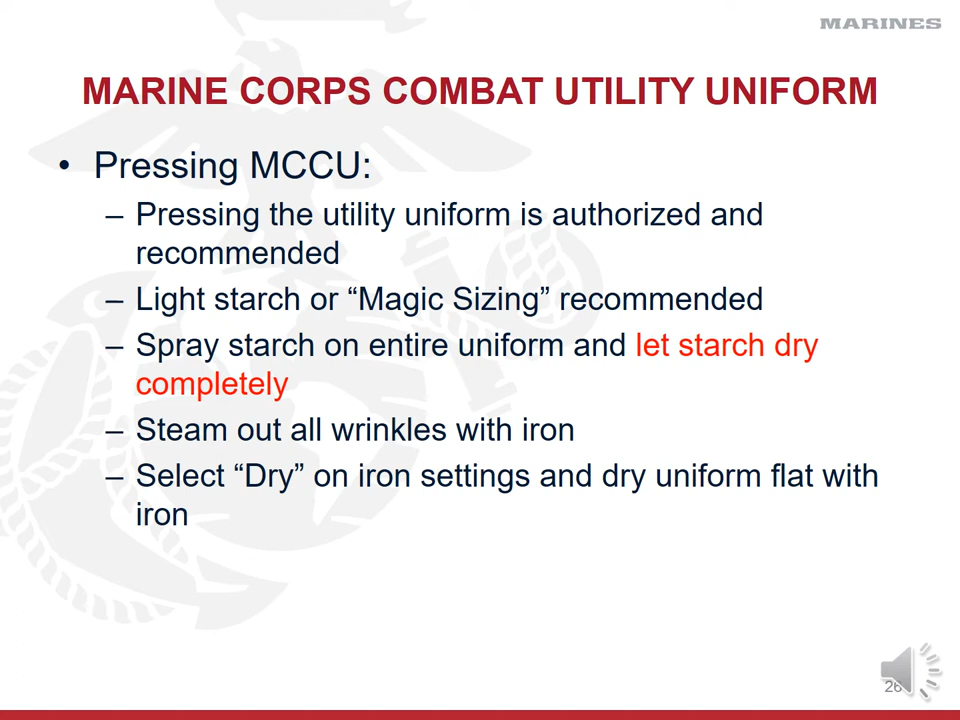 MARINES
MARINE CORPS COMBAT UTILITY UNIFORM
• Pressing MCCU:
– Pressing the utility uniform is authorized and
recommended
– Light starch or “Magic Sizing” recommended
– Spray starch on entire uniform and let starch dry
completely
– Steam out all wrinkles with iron
– Select “Dry” on iron settings and dry uniform flat with
iron